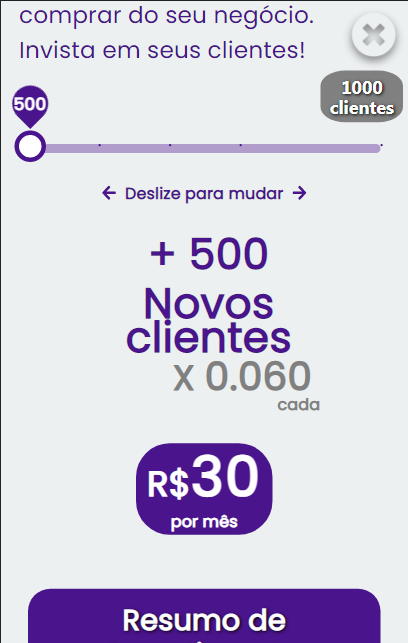 comprar do seu negócio.
Invista em seus clientes!
1000
clientes
500
← Deslize para mudar →
+ 500
Novos
clientes
X 0.060
cada
R$30
por mês
Resumo de